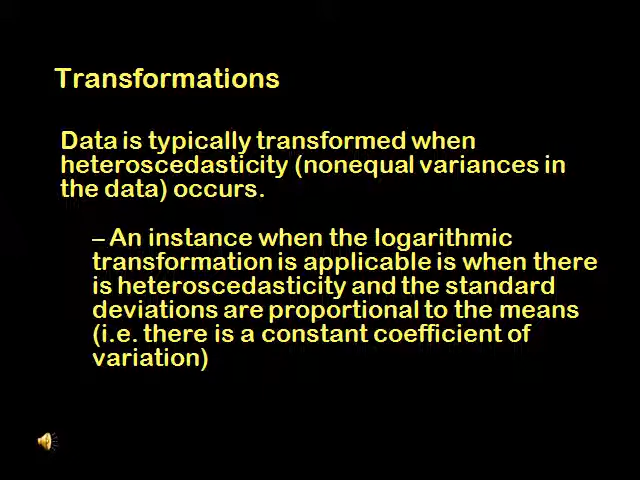 Transformations
Data is typically transformed when
heteroscedasticity (nonequal variances in
the data) occurs.
– An instance when the logarithmic
transformation is applicable is when there
is heteroscedasticity and the standard
deviations are proportional to the means
(i.e. there is a constant coefficient of
variation)